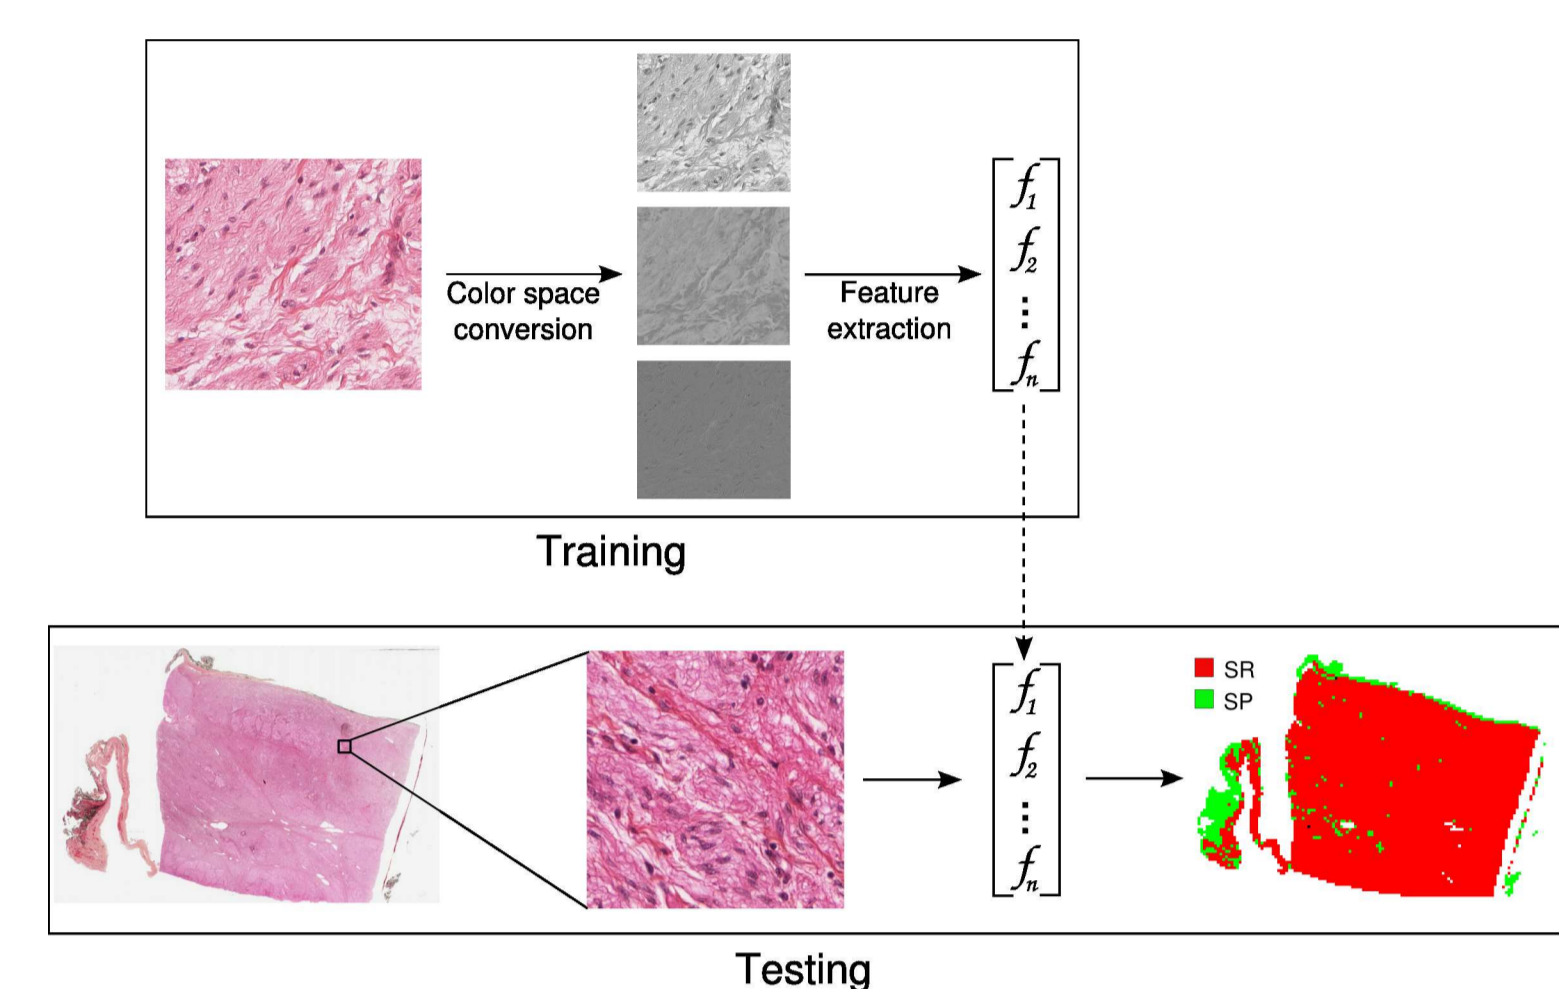 Color space
conversion
Feature
extraction
f1
f2
⋮
fn
Training
SR
SP
f1
f2
⋮
fn
Testing